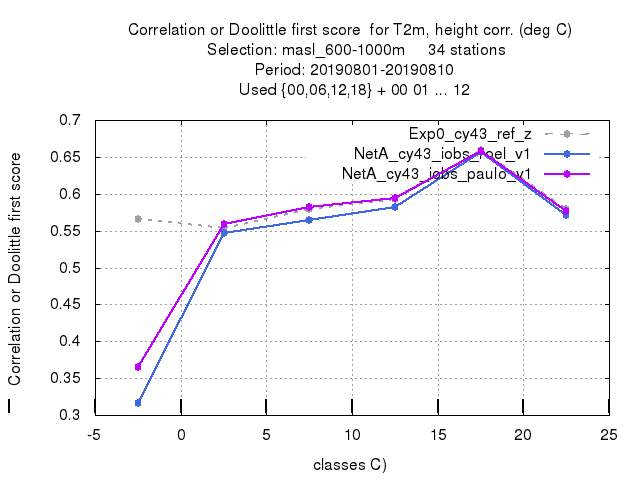 Correlation or Doolittle first score  for T2m, height corr. (deg C)
Selection: masl_600-1000m     34 stations
Period: 20190801-20190810
Used {00,06,12,18} + 00 01 ... 12
Exp0_cy43_ref_z
NetA_cy43_iobs_roel_v1
NetA_cy43_iobs_paulo_v1
Correlation or Doolittle first score
0.7
0.65
0.6
0.55
0.5
0.45
0.4
0.35
0.3
-5
0
5
10
15
20
25
classes C)